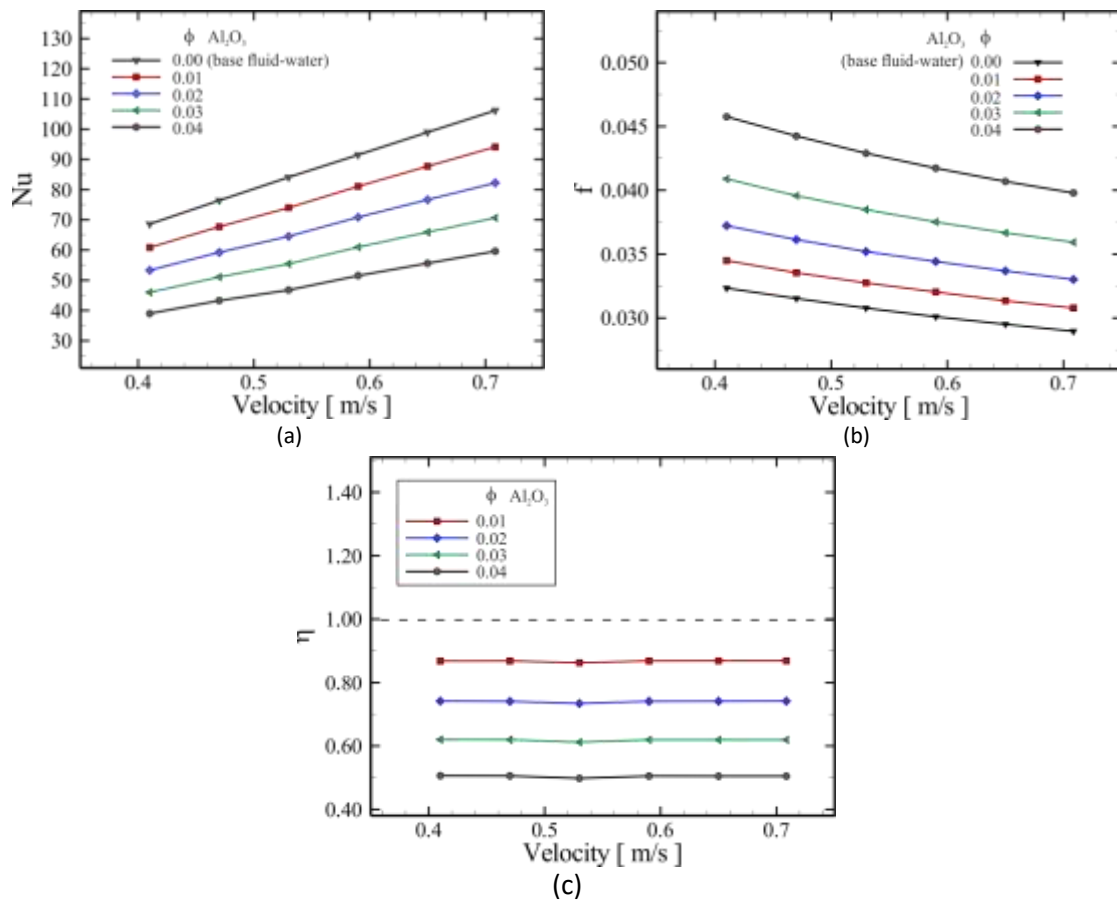 ϕ Al₂O₃
0.00 (base fluid-water)
0.01
0.02
0.03
0.04
130
120
110
100
90
80
70
60
50
40
30
Nu
0.4 0.5 0.6 0.7
Velocity [ m/s ]
(a)
Al₂O₃ ϕ
(base fluid-water) 0.00
0.01
0.02
0.03
0.04
0.050
0.045
0.040
0.035
0.030
f
0.4 0.5 0.6 0.7
Velocity [ m/s ]
(b)
ϕ Al₂O₃
0.01
0.02
0.03
0.04
1.40
1.20
1.00
0.80
0.60
0.40
η
0.4 0.5 0.6 0.7
Velocity [ m/s ]
(c)